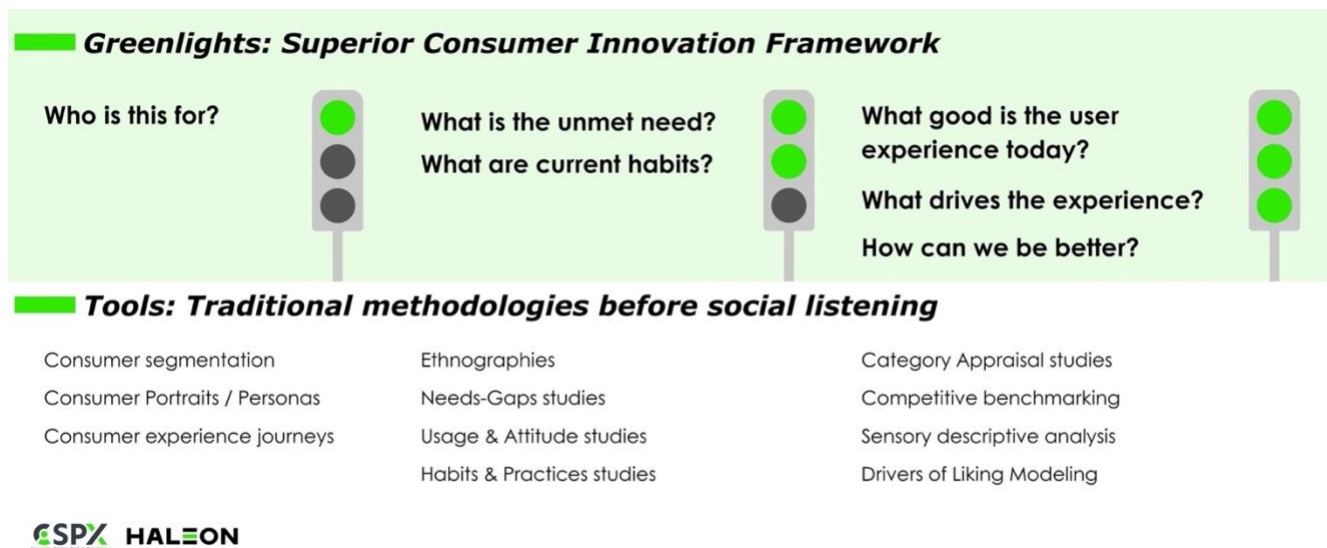 Greenlights: Superior Consumer Innovation Framework
Who is this for?
What is the unmet need?
What are current habits?
What good is the user
experience today?
What drives the experience?
How can we be better?
Tools: Traditional methodologies before social listening
Consumer segmentation
Consumer Portraits / Personas
Consumer experience journeys
Ethnographies
Needs-Gaps studies
Usage & Attitude studies
Habits & Practices studies
Category Appraisal studies
Competitive benchmarking
Sensory descriptive analysis
Drivers of Liking Modeling
CSPX HALEON